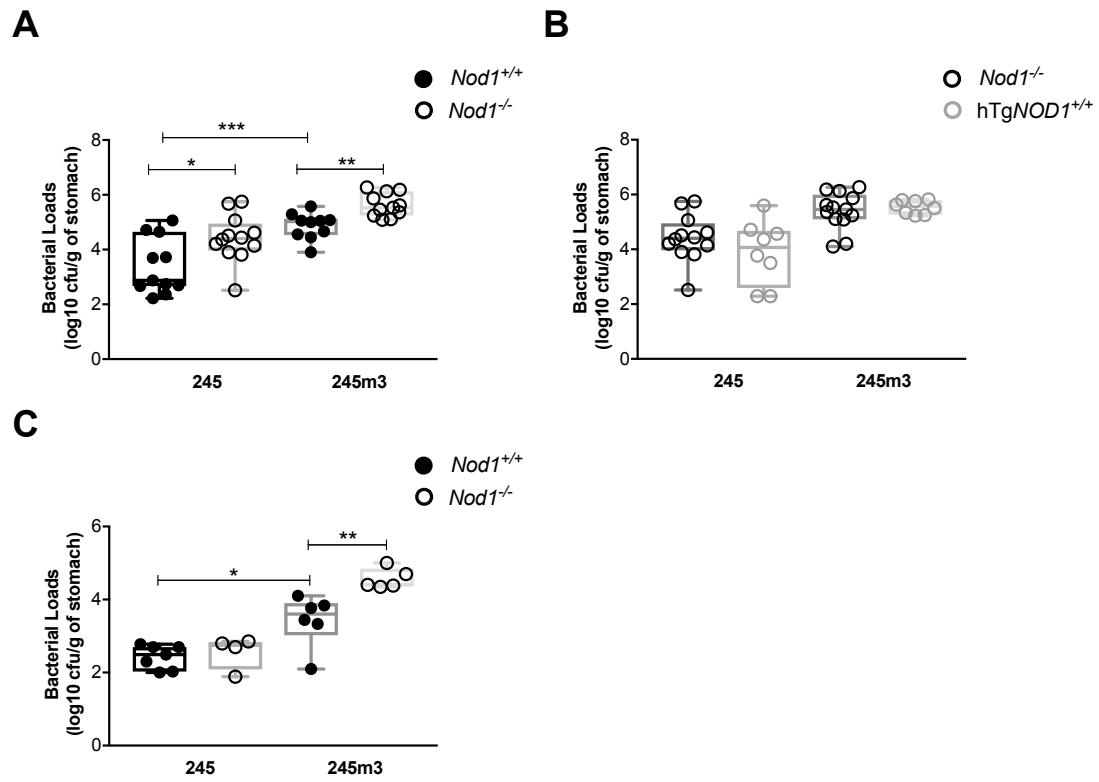 A
Nod1+/+
Nod1-/-
Bacterial Loads
(log10 cfu/g of stomach)
8
6
4
2
0
***
*
**
245
245m3
B
Nod1-/-
hTgNOD1+/+
Bacterial Loads
(log10 cfu/g of stomach)
8
6
4
2
0
245
245m3
C
Nod1+/+
Nod1-/-
Bacterial Loads
(log10 cfu/g of stomach)
6
4
2
0
**
*
245
245m3